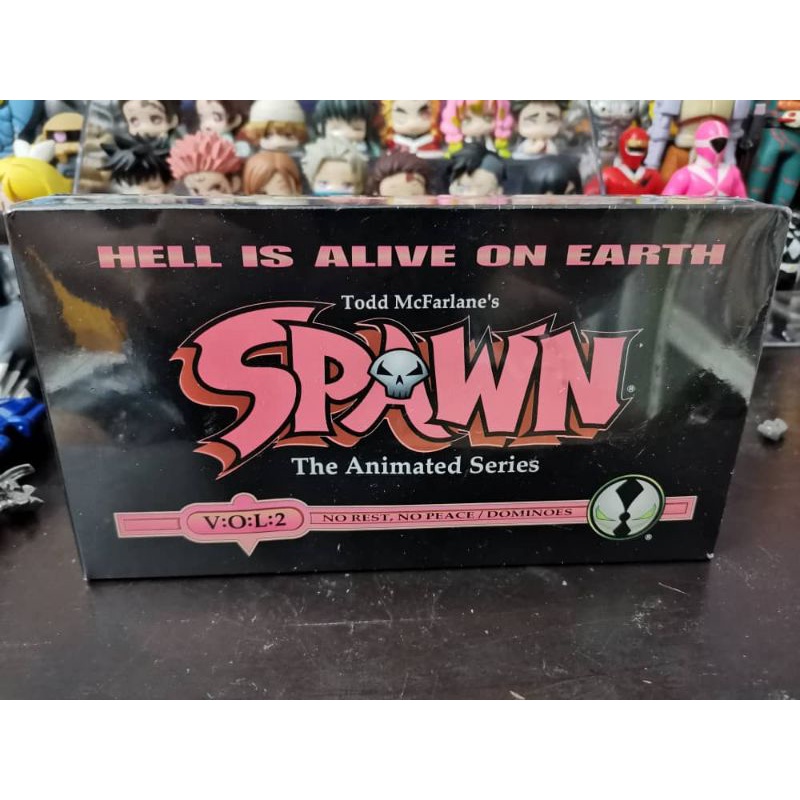 HELL IS ALIVE ON EARTH
Todd McFarlane's
SPAWN®
The Animated Series
V:O:L:2 NO REST, NO PEACE / DOMINOES ®